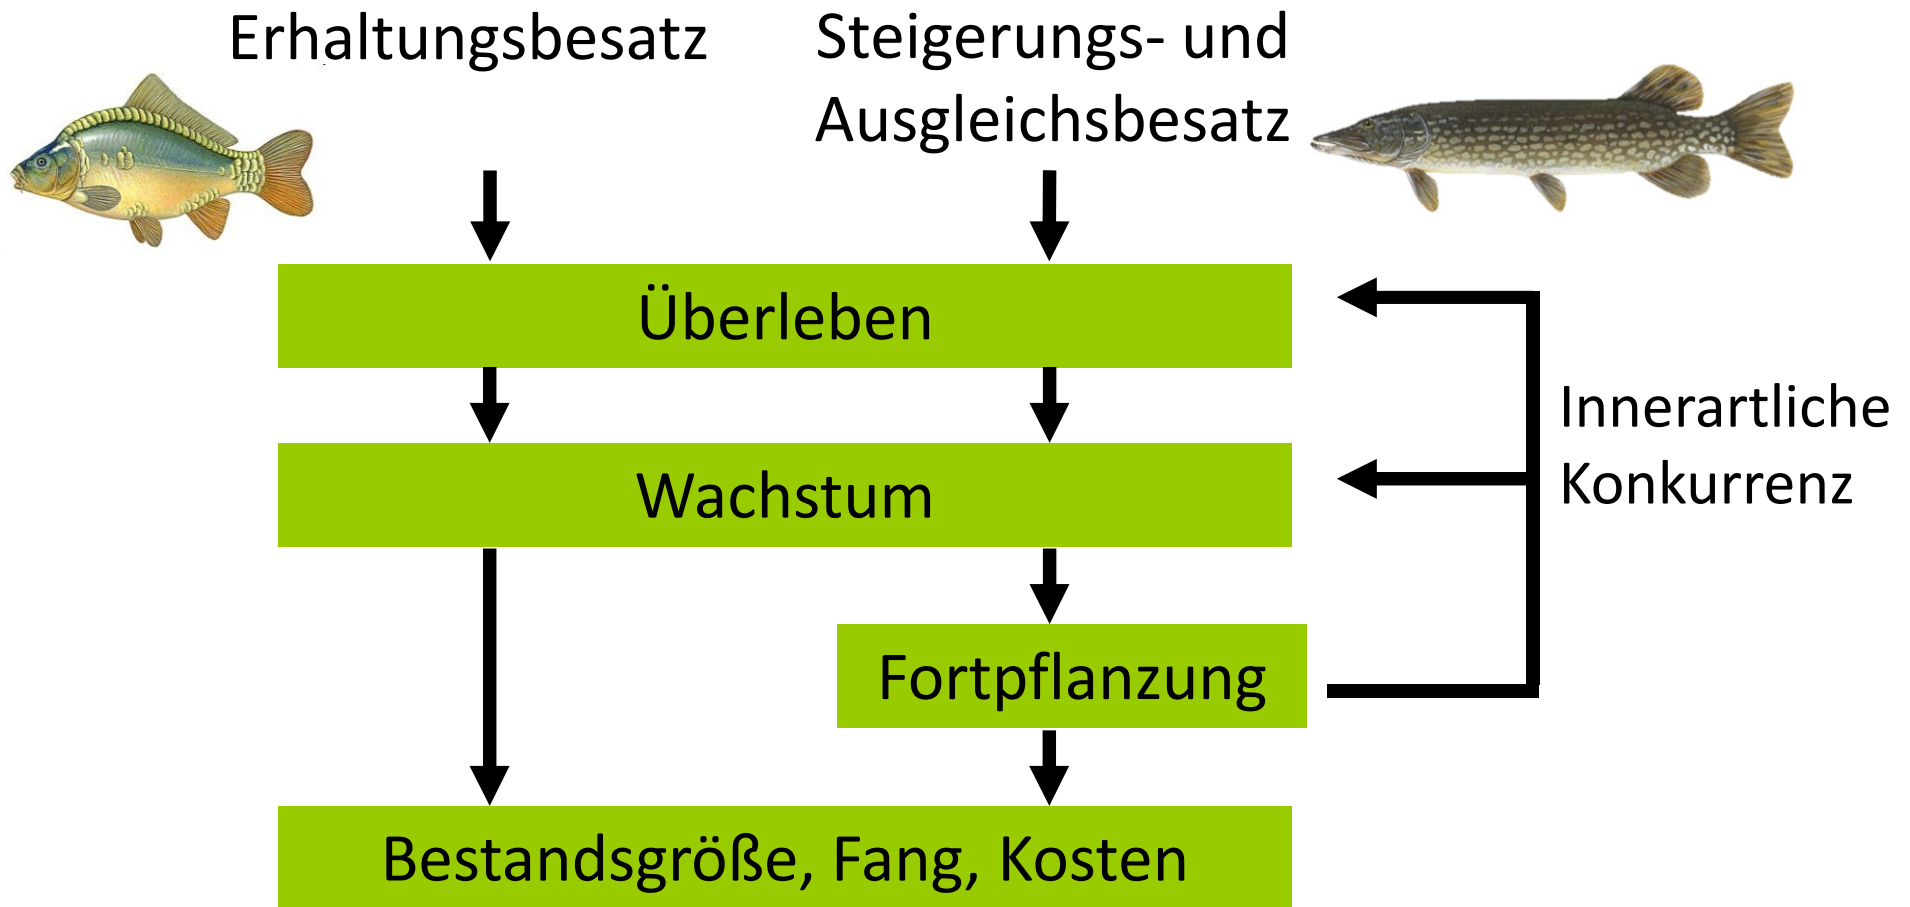 Erhaltungsbesatz
Steigerungs- und
Ausgleichsbesatz
Überleben
Wachstum
Innerartliche
Konkurrenz
Fortpflanzung
Bestandsgröße, Fang, Kosten